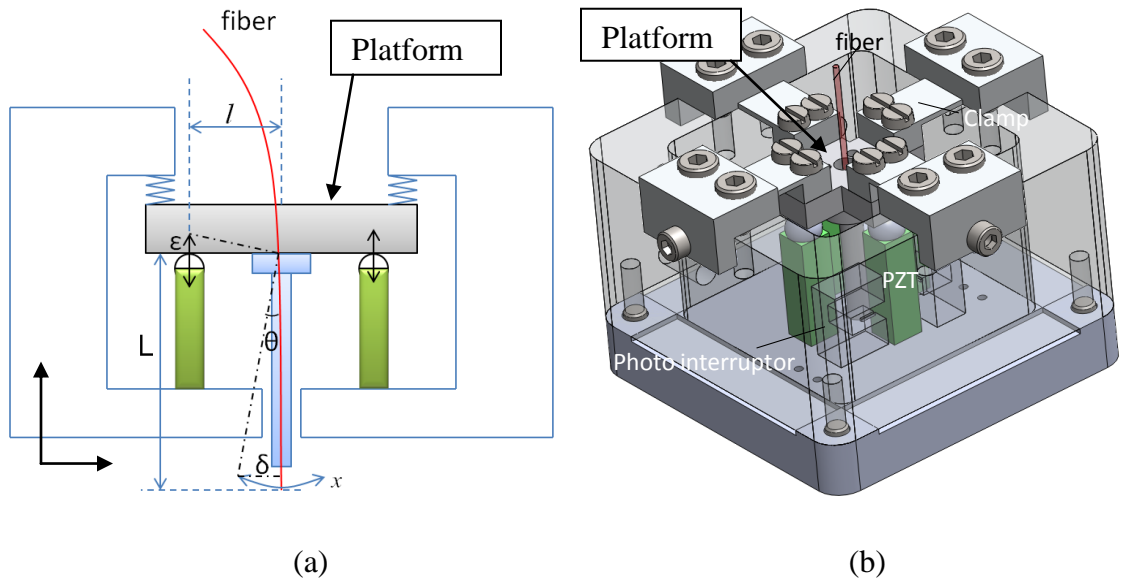 fiber
Platform
l
ε
L
θ
δ
x
(a)
Platform
fiber
Clamp
PZT
Photo interruptor
(b)